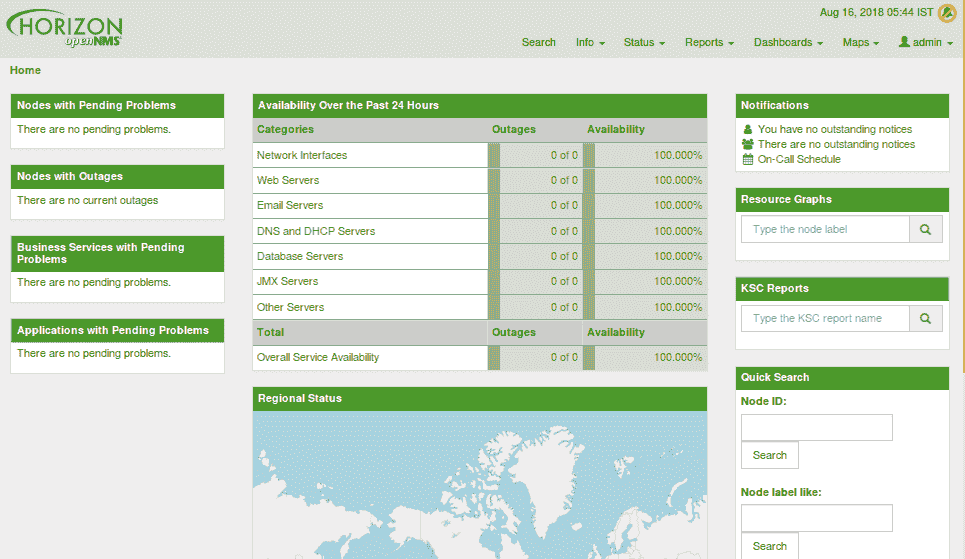 HORIZON
openNMS
Aug 16, 2018 05:44 IST
Search Info Status Reports Dashboards Maps admin
Home
Nodes with Pending Problems
There are no pending problems.
Nodes with Outages
There are no current outages
Business Services with Pending
Problems
There are no pending problems.
Applications with Pending Problems
There are no pending problems.
Availability Over the Past 24 Hours
Categories Outages Availability
Network Interfaces 0 of 0 100.000%
Web Servers 0 of 0 100.000%
Email Servers 0 of 0 100.000%
DNS and DHCP Servers 0 of 0 100.000%
Database Servers 0 of 0 100.000%
JMX Servers 0 of 0 100.000%
Other Servers 0 of 0 100.000%
Total Outages Availability
Overall Service Availability 0 of 0 100.000%
Regional Status
Notifications
You have no outstanding notices
There are no outstanding notices
On-Call Schedule
Resource Graphs
Type the node label
KSC Reports
Type the KSC report name
Quick Search
Node ID:
Search
Node label like:
Search